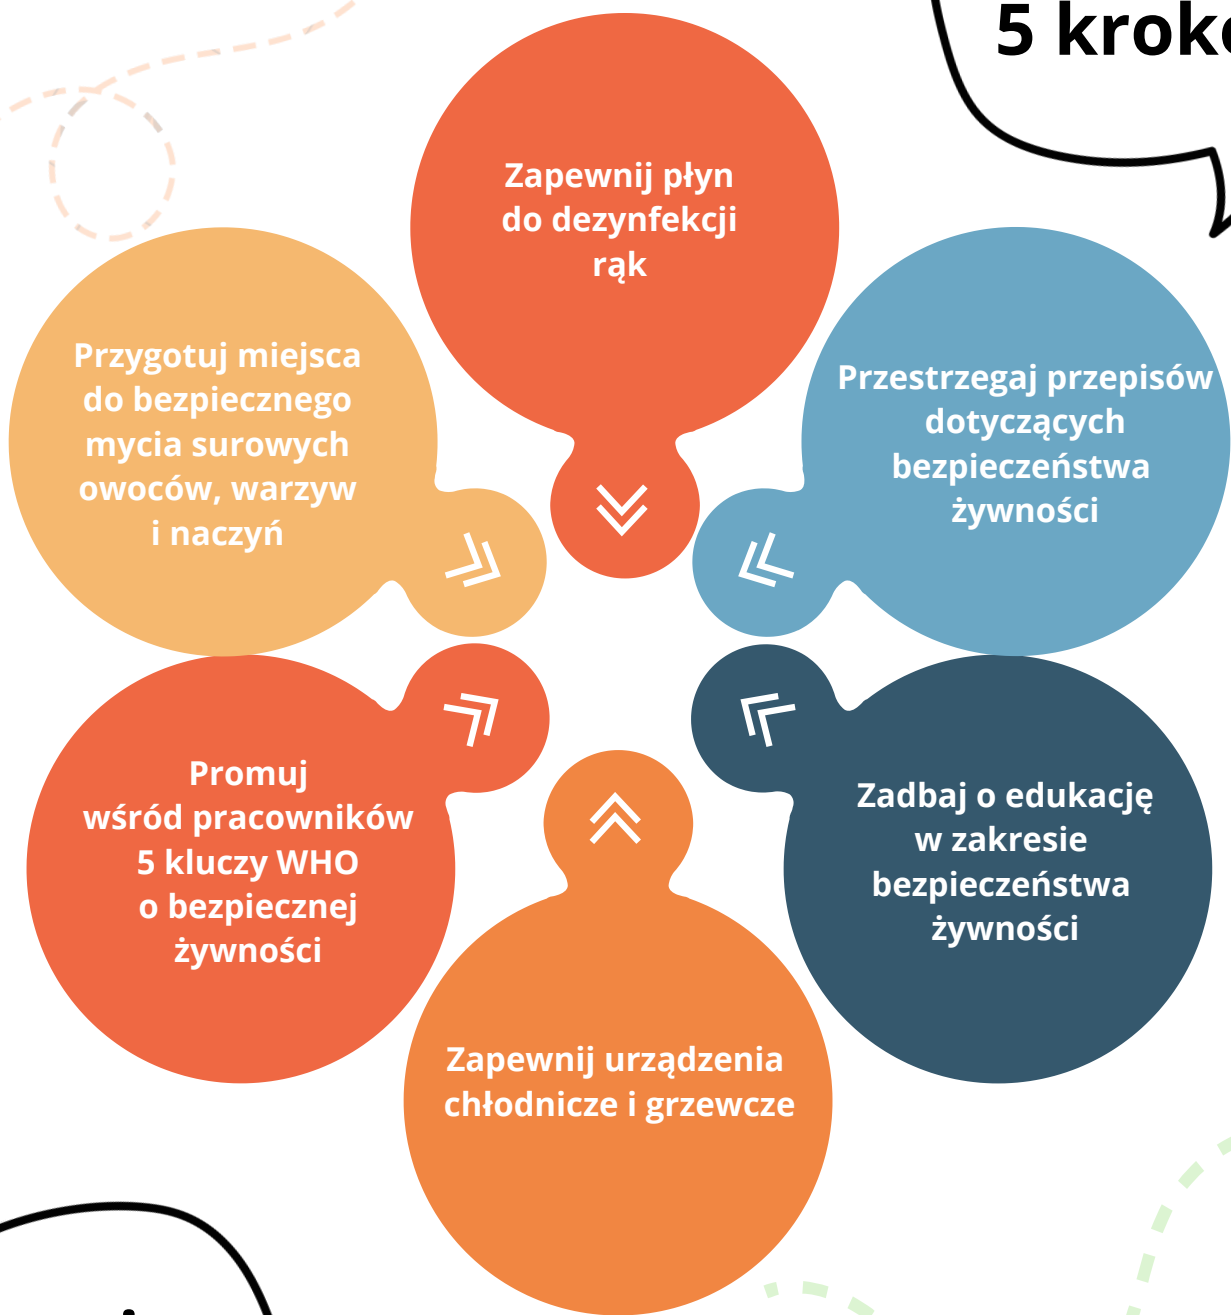 5 krok
Zapewnij płyn
do dezynfekcji
rąk
Przygotuj miejsca
do bezpiecznego
mycia surowych
owoców, warzyw
i naczyń
Przestrzegaj przepisów
dotyczących
bezpieczeństwa
żywności
Promuj
wśród pracowników
5 kluczy WHO
o bezpiecznej
żywności
Zadbaj o edukację
w zakresie
bezpieczeństwa
żywności
Zapewnij urządzenia
chłodnicze i grzewcze